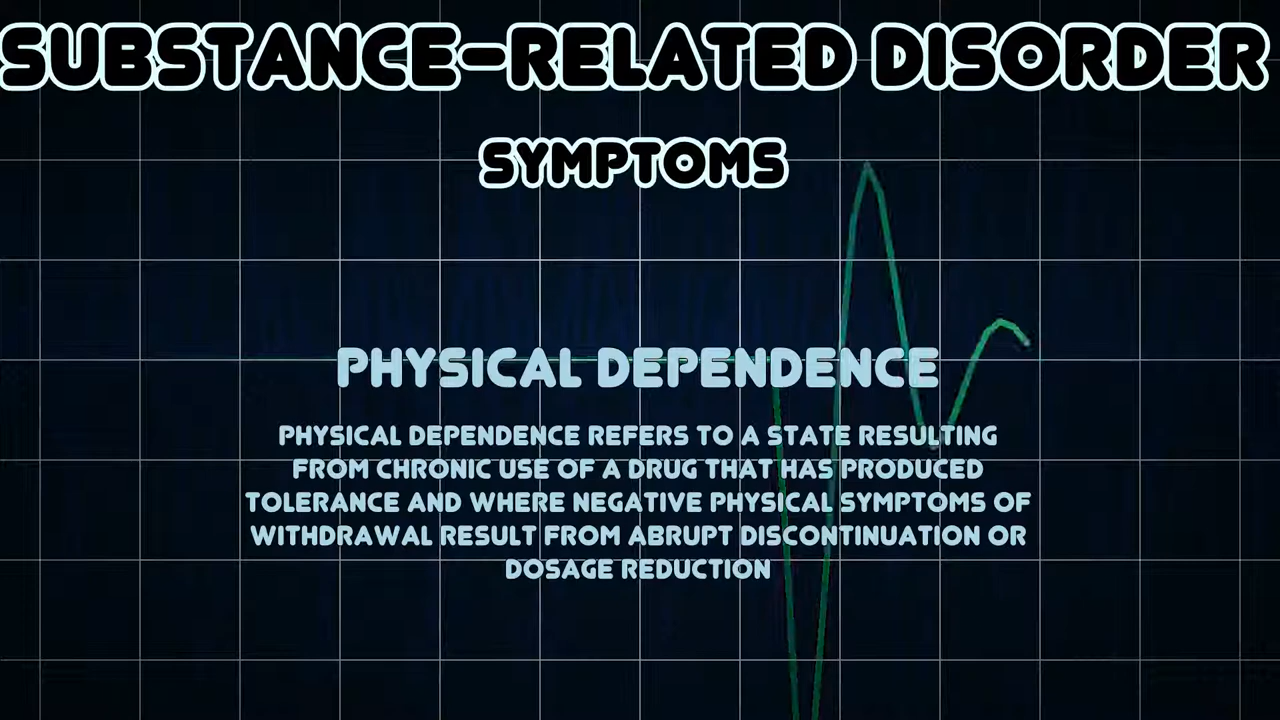 SUBSTANCE-RELATED DISORDER
SYMPTOMS
PHYSICAL DEPENDENCE
PHYSICAL DEPENDENCE REFERS TO A STATE RESULTING
FROM CHRONIC USE OF A DRUG THAT HAS PRODUCED
TOLERANCE AND WHERE NEGATIVE PHYSICAL SYMPTOMS OF
WITHDRAWAL RESULT FROM ABRUPT DISCONTINUATION OR
DOSAGE REDUCTION